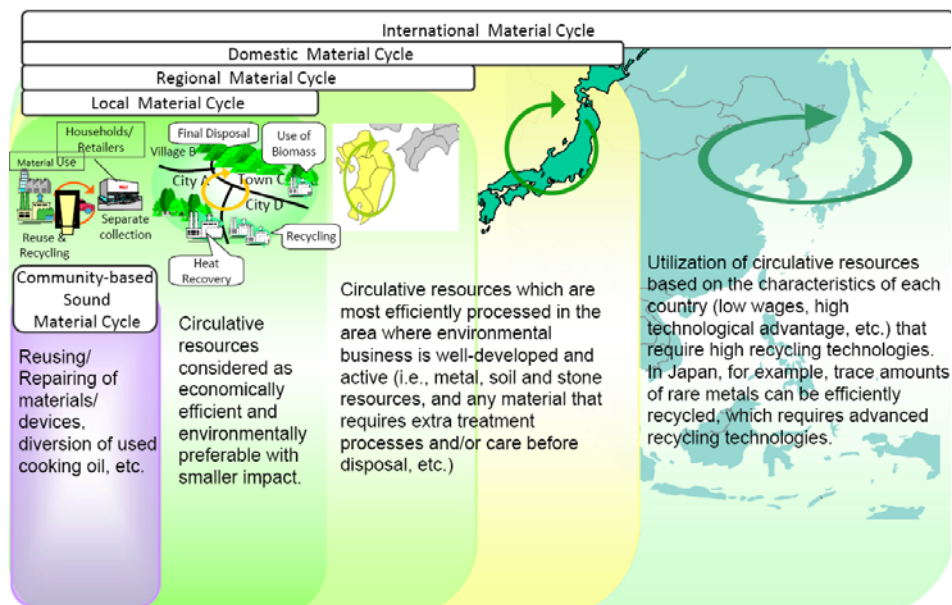 International Material Cycle
Domestic Material Cycle
Regional Material Cycle
Local Material Cycle
Households/
Retailers
Material Use
Reuse &
Recycling
Separate
collection
Final Disposal
Use of
Biomass
Village B
City A
Town C
City D
Recycling
Heat
Recovery
Community-based
Sound
Material Cycle
Reusing/
Repairing of
materials/
devices,
diversion of used
cooking oil, etc.
Circulative
resources
considered as
economically
efficient and
environmentally
preferable with
smaller impact.
Circulative resources which are
most efficiently processed in the
area where environmental
business is well-developed and
active (i.e., metal, soil and stone
resources, and any material that
requires extra treatment
processes and/or care before
disposal, etc.)
Utilization of circulative resources
based on the characteristics of each
country (low wages, high
technological advantage, etc.) that
require high recycling technologies.
In Japan, for example, trace amounts
of rare metals can be efficiently
recycled, which requires advanced
recycling technologies.